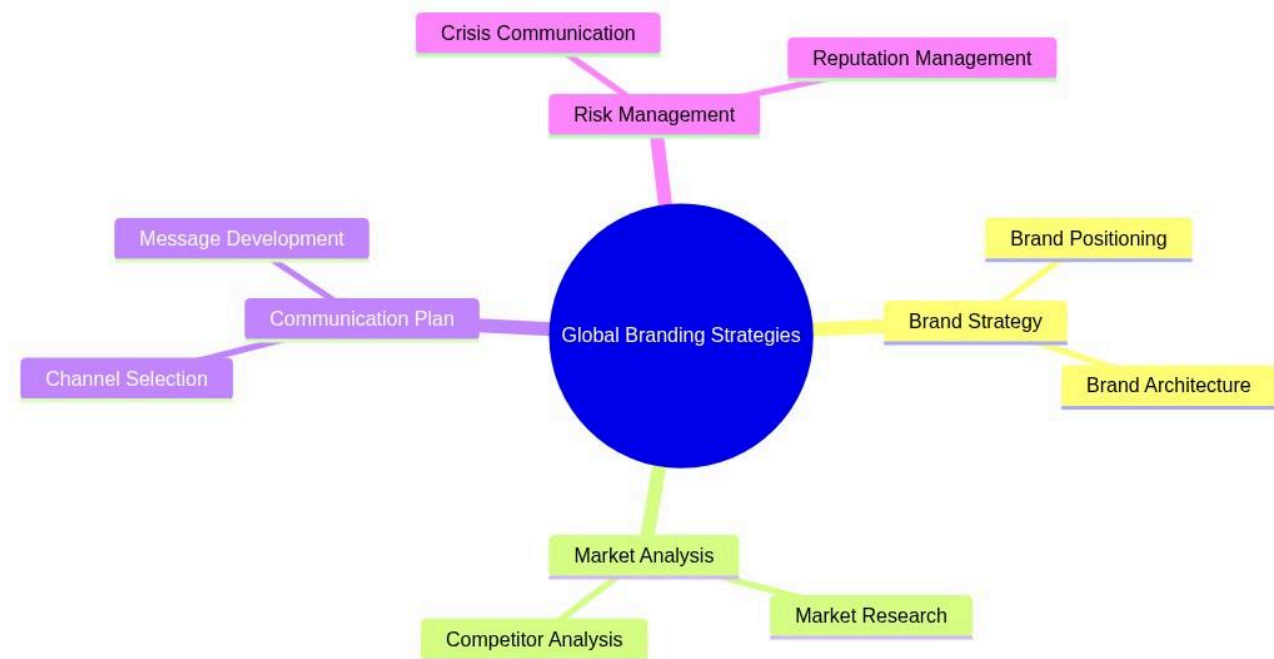 Crisis Communication
Reputation Management
Risk Management
Message Development
Brand Positioning
Communication Plan
Global Branding Strategies
Brand Strategy
Channel Selection
Brand Architecture
Market Analysis
Market Research
Competitor Analysis